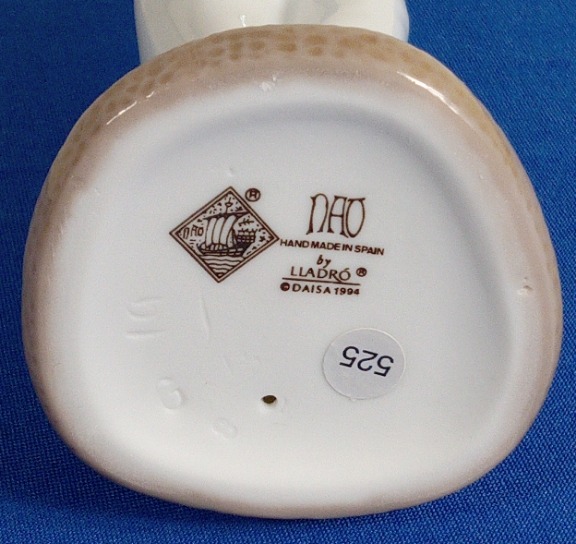 NAO ®
NAO
HAND MADE IN SPAIN
by
LLADRÓ ®
© DAISA 1994
525